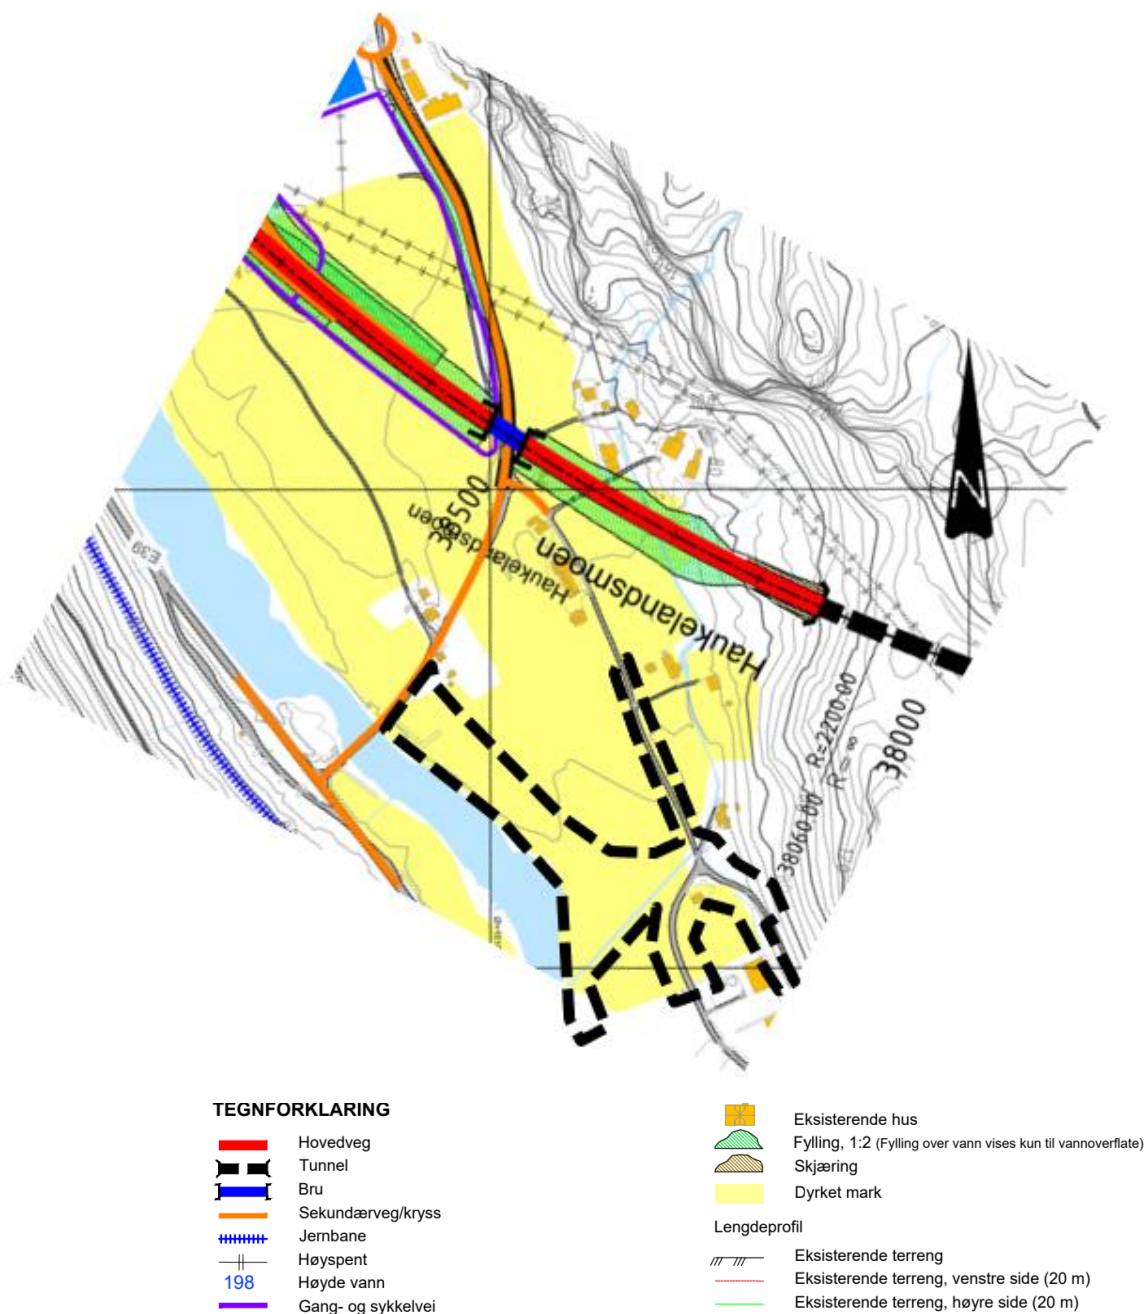 E39
38500
Haukelandsmoen
Haukelandsmoen
N
R=2200.00
R=∞
38060.00
38000
TEGNFORKLARING
Hovedveg
Tunnel
Bru
Sekundærveg/kryss
Jernbane
Høyspent
198 Høyde vann
Gang- og sykkelvei
Eksisterende hus
Fylling, 1:2 (Fylling over vann vises kun til vannoverflate)
Skjæring
Dyrket mark
Lengdeprofil
Eksisterende terreng
Eksisterende terreng, venstre side (20 m)
Eksisterende terreng, høyre side (20 m)